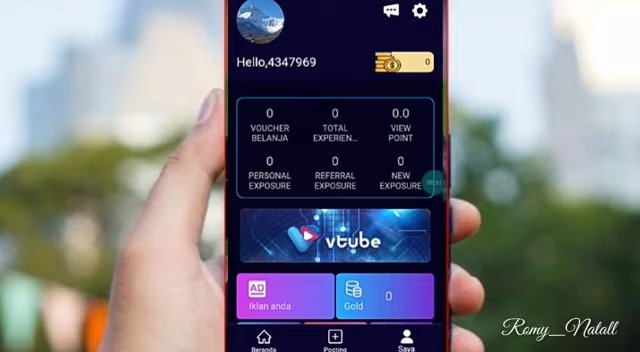 Hello,4347969
0
0
VOUCHER
BELANJA
0
TOTAL
EXPERIEN...
0.0
VIEW
POINT
0
PERSONAL
EXPOSURE
0
REFERRAL
EXPOSURE
0
NEW
EXPOSURE
vtube
AD
Iklan anda
Gold
0
Beranda
Posting
Saya
Romy__Natall